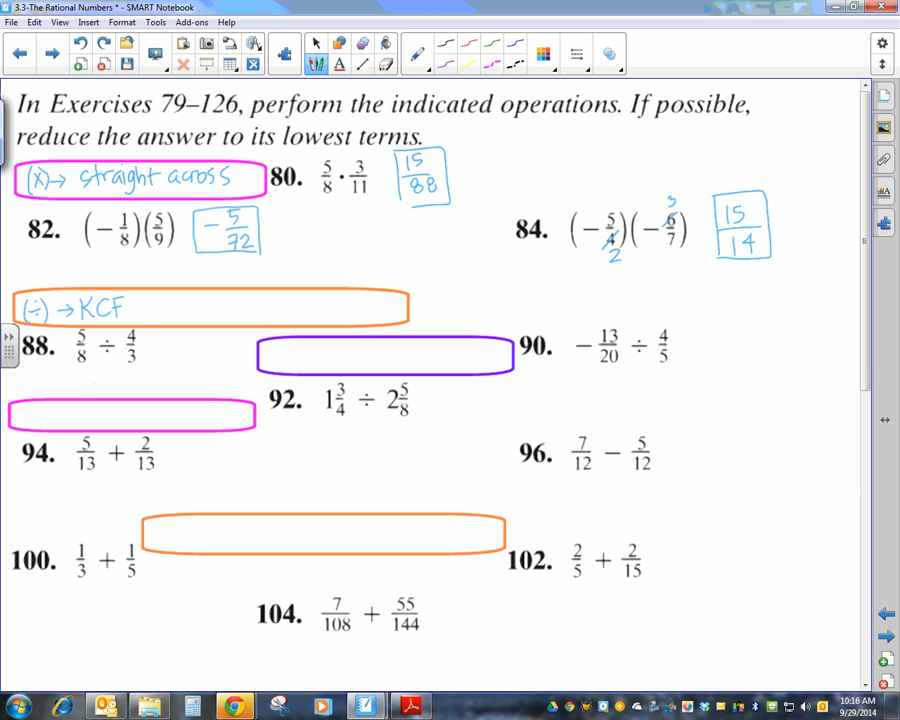 3.3-The Rational Numbers * - SMART Notebook
File Edit View Insert Format Tools Add-ons Help
In Exercises 79–126, perform the indicated operations. If possible,
reduce the answer to its lowest terms.
(x)→ straight across 80. 5/8 · 3/11 15/88
82. (− 1/8)(5/9) − 5/72 84. (− 5/4)(− 6/7) 3 2 15/14
(÷) → KCF
88. 5/8 ÷ 4/3 90. − 13/20 ÷ 4/5
92. 1 3/4 ÷ 2 5/8
94. 5/13 + 2/13 96. 7/12 − 5/12
100. 1/3 + 1/5 102. 2/5 + 2/15
104. 7/108 + 55/144
10:16 AM
9/29/2014